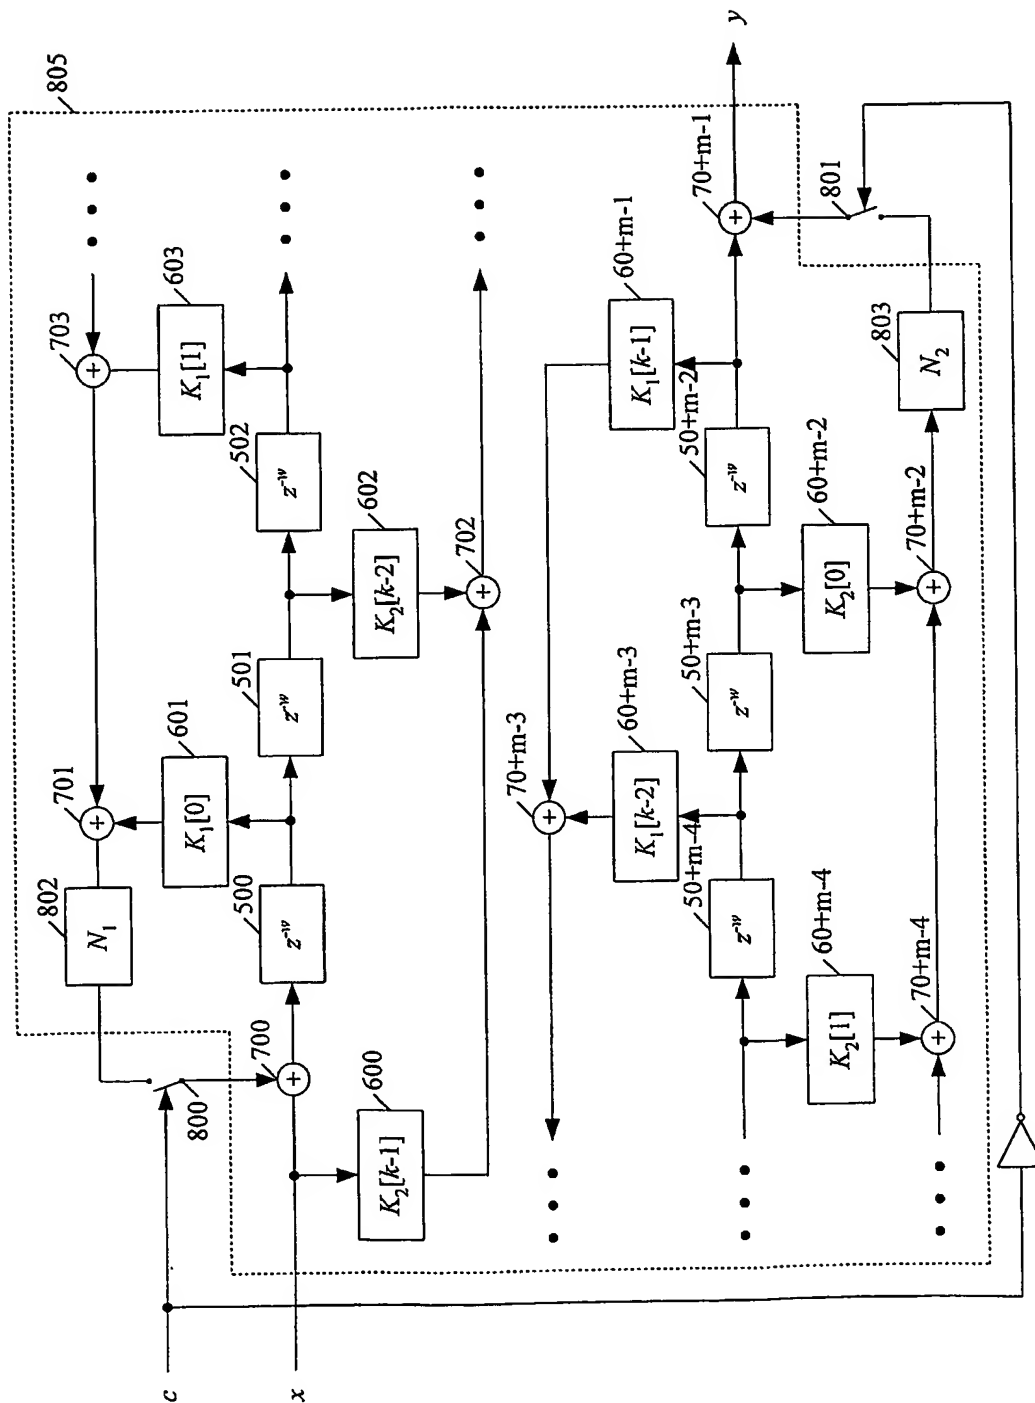 805
703
603
K₁[1]
701
601
K₁[0]
802
N₁
502
z⁻ʷ
501
z⁻ʷ
500
z⁻ʷ
800
700
+
+
+
602
K₂[k-2]
702
+
600
K₂[k-1]
c
x
y
70+m-1
+
801
60+m-1
K₁[k-1]
50+m-2
z⁻ʷ
803
N₂
60+m-2
K₂[0]
70+m-2
+
50+m-3
z⁻ʷ
60+m-3
K₁[k-2]
70+m-3
+
50+m-4
z⁻ʷ
60+m-4
K₂[1]
70+m-4
+